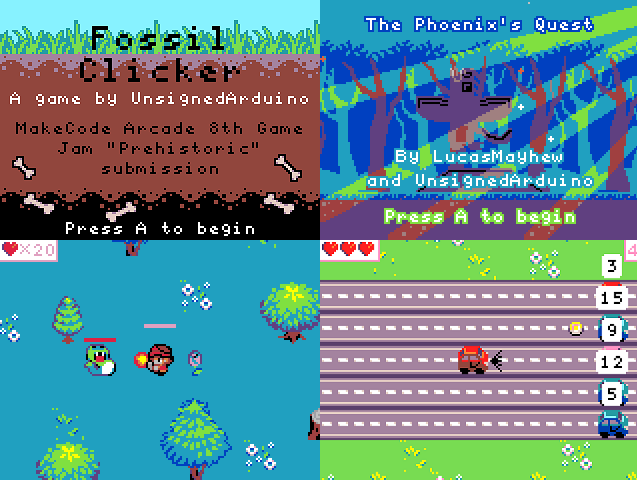 Fossil
Clicker
A game by UnsignedArduino
MakeCode Arcade 8th Game
Jam "Prehistoric"
submission
Press A to begin
The Phoenix's Quest
By LucasMayhew
and UnsignedArduino
Press A to begin
×20
4
3
15
9
12
5